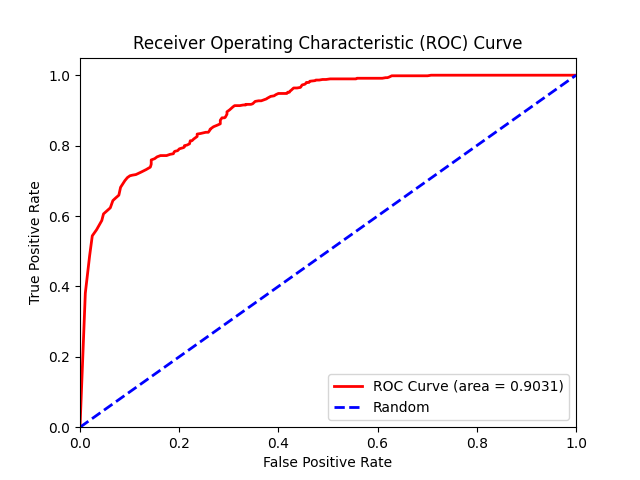 Receiver Operating Characteristic (ROC) Curve
True Positive Rate
1.0
0.8
0.6
0.4
0.2
0.0
0.0 0.2 0.4 0.6 0.8 1.0
False Positive Rate
ROC Curve (area = 0.9031)
Random